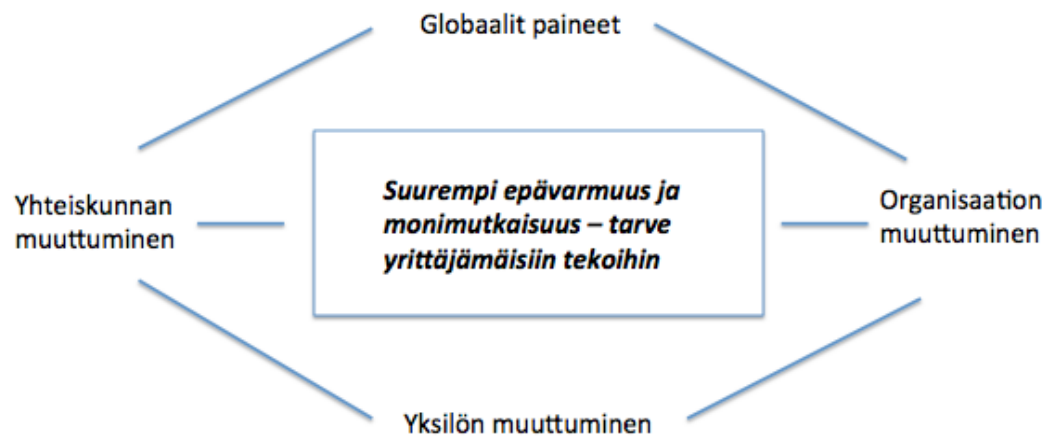 Globaalit paineet
Yhteiskunnan
muuttuminen
Suurempi epävarmuus ja
monimutkaisuus – tarve
yrittäjämäisiin tekoihin
Organisaation
muuttuminen
Yksilön muuttuminen